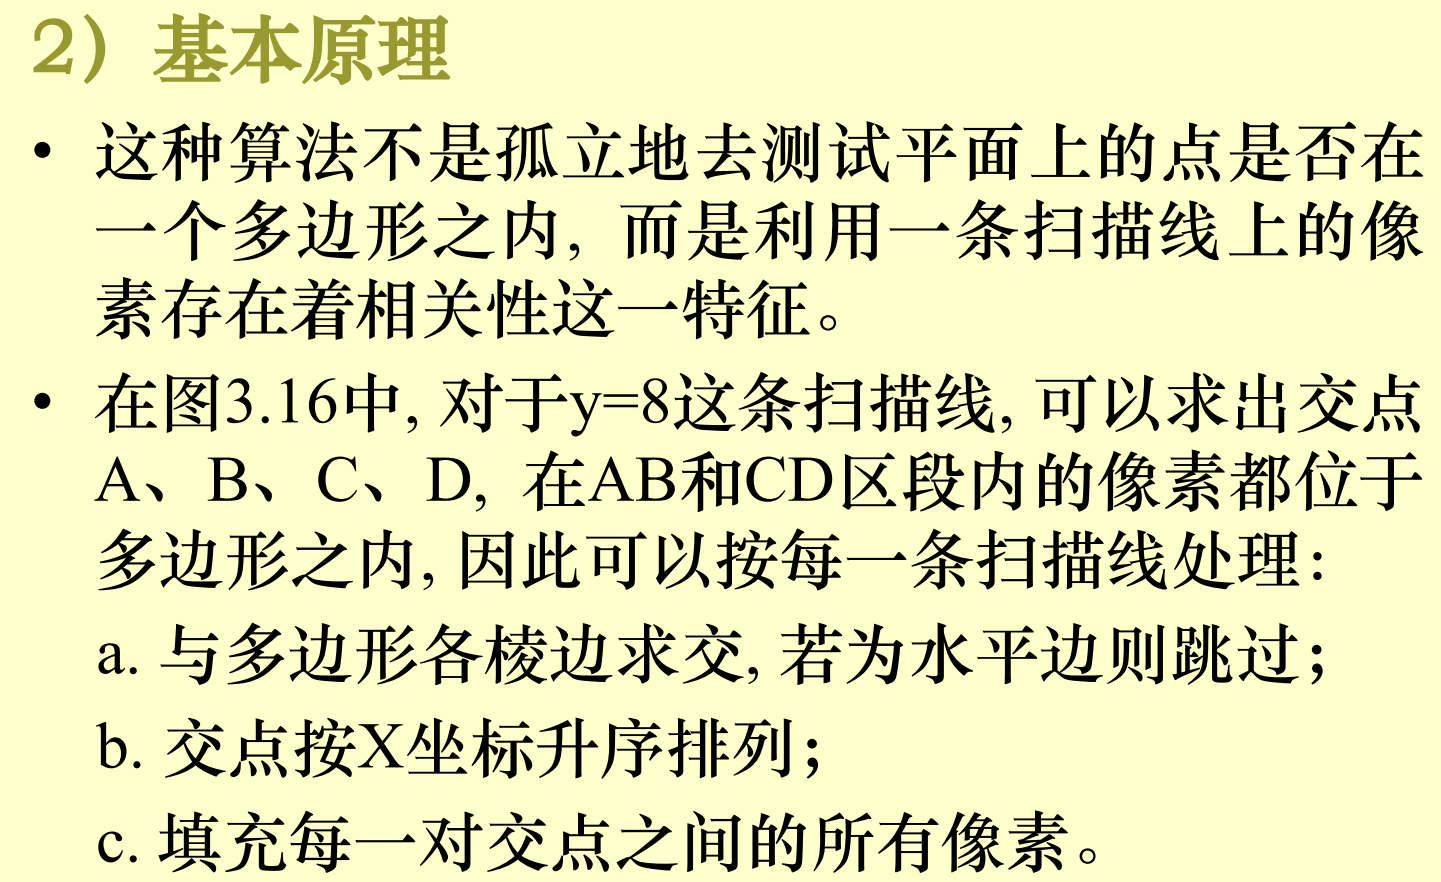 2）基本原理
• 这种算法不是孤立地去测试平面上的点是否在
一个多边形之内, 而是利用一条扫描线上的像
素存在着相关性这一特征。
• 在图3.16中, 对于y=8这条扫描线, 可以求出交点
A、B、C、D, 在AB和CD区段内的像素都位于
多边形之内, 因此可以按每一条扫描线处理：
a. 与多边形各棱边求交, 若为水平边则跳过；
b. 交点按X坐标升序排列；
c. 填充每一对交点之间的所有像素。